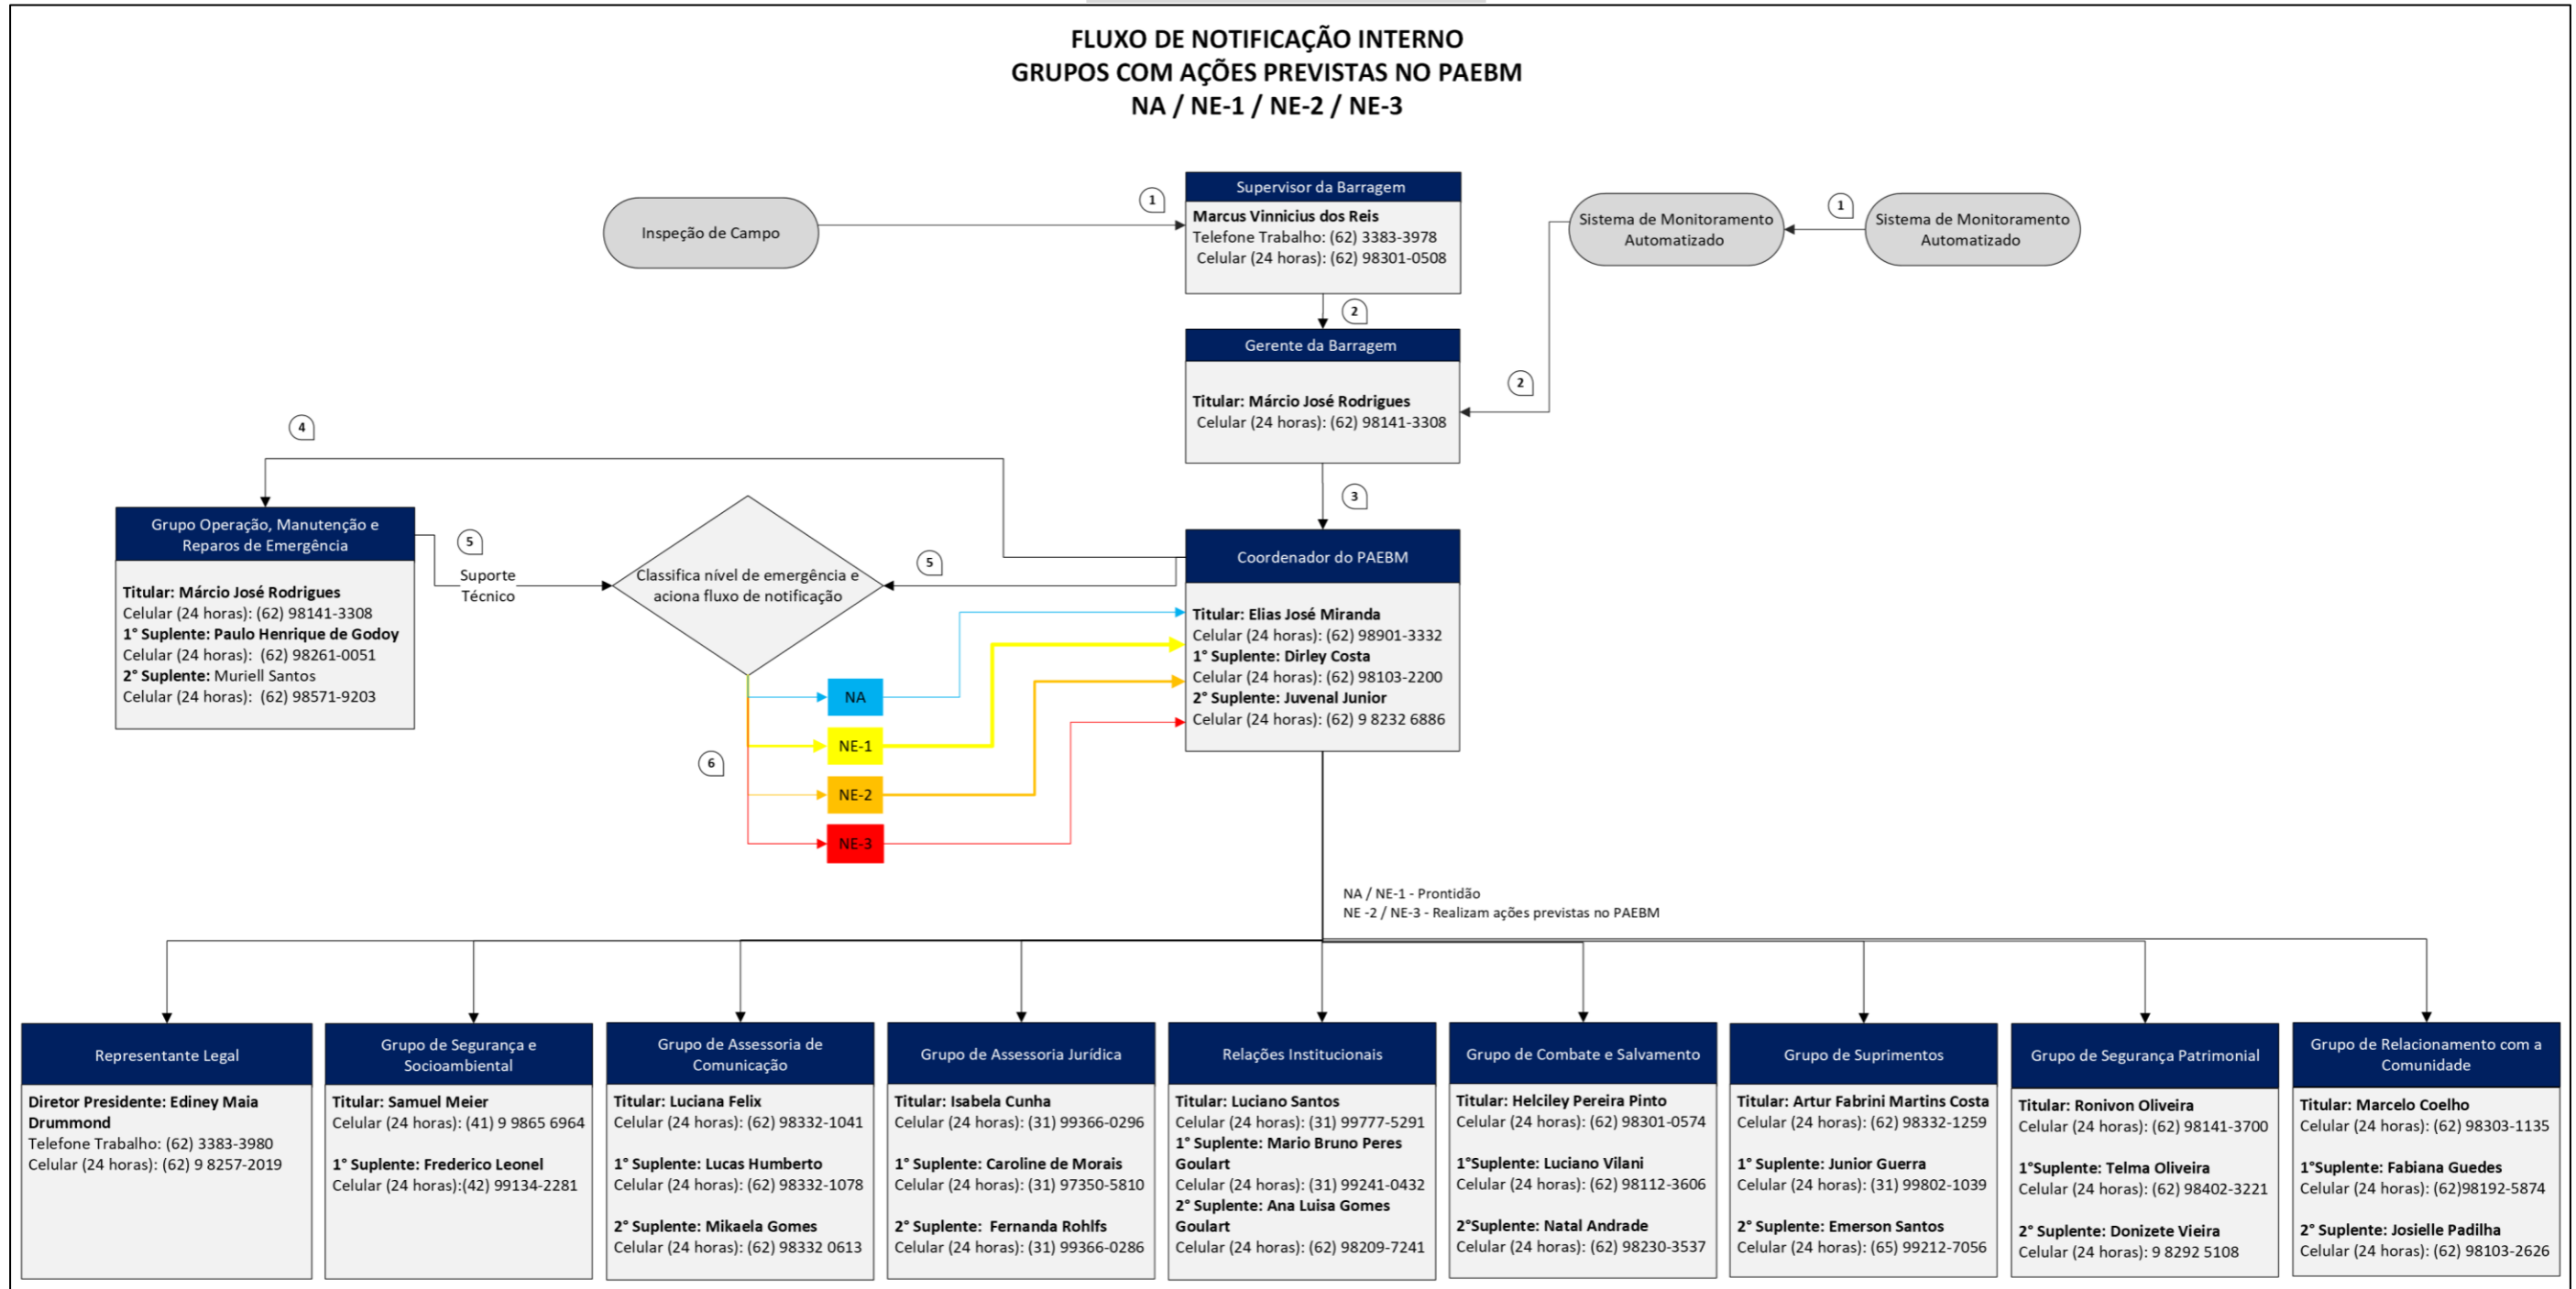 FLUXO DE NOTIFICAÇÃO INTERNO
GRUPOS COM AÇÕES PREVISTAS NO PAEBM
NA / NE-1 / NE-2 / NE-3
Inspeção de Campo
1
Supervisor da Barragem
Marcus Vinnicius dos Reis
Telefone Trabalho: (62) 3383-3978
Celular (24 horas): (62) 98301-0508
Sistema de Monitoramento
Automatizado
1
Sistema de Monitoramento
Automatizado
2
Gerente da Barragem
Titular: Márcio José Rodrigues
Celular (24 horas): (62) 98141-3308
2
3
4
Grupo Operação, Manutenção e
Reparos de Emergência
Titular: Márcio José Rodrigues
Celular (24 horas): (62) 98141-3308
1° Suplente: Paulo Henrique de Godoy
Celular (24 horas): (62) 98261-0051
2° Suplente: Muriell Santos
Celular (24 horas): (62) 98571-9203
5
Suporte
Técnico
Classifica nível de emergência e
aciona fluxo de notificação
5
Coordenador do PAEBM
Titular: Elias José Miranda
Celular (24 horas): (62) 98901-3332
1° Suplente: Dirley Costa
Celular (24 horas): (62) 98103-2200
2° Suplente: Juvenal Junior
Celular (24 horas): (62) 9 8232 6886
NA
NE-1
6
NE-2
NE-3
NA / NE-1 - Prontidão
NE -2 / NE-3 - Realizam ações previstas no PAEBM
Representante Legal
Diretor Presidente: Ediney Maia
Drummond
Telefone Trabalho: (62) 3383-3980
Celular (24 horas): (62) 9 8257-2019
Grupo de Segurança e
Socioambiental
Titular: Samuel Meier
Celular (24 horas): (41) 9 9865 6964
1° Suplente: Frederico Leonel
Celular (24 horas):(42) 99134-2281
Grupo de Assessoria de
Comunicação
Titular: Luciana Felix
Celular (24 horas): (62) 98332-1041
1° Suplente: Lucas Humberto
Celular (24 horas): (62) 98332-1078
2° Suplente: Mikaela Gomes
Celular (24 horas): (62) 98332 0613
Grupo de Assessoria Jurídica
Titular: Isabela Cunha
Celular (24 horas): (31) 99366-0296
1° Suplente: Caroline de Morais
Celular (24 horas): (31) 97350-5810
2° Suplente: Fernanda Rohlfs
Celular (24 horas): (31) 99366-0286
Relações Institucionais
Titular: Luciano Santos
Celular (24 horas): (31) 99777-5291
1° Suplente: Mario Bruno Peres
Goulart
Celular (24 horas): (31) 99241-0432
2° Suplente: Ana Luisa Gomes
Goulart
Celular (24 horas): (62) 98209-7241
Grupo de Combate e Salvamento
Titular: Helciley Pereira Pinto
Celular (24 horas): (62) 98301-0574
1°Suplente: Luciano Vilani
Celular (24 horas): (62) 98112-3606
2°Suplente: Natal Andrade
Celular (24 horas): (62) 98230-3537
Grupo de Suprimentos
Titular: Artur Fabrini Martins Costa
Celular (24 horas): (62) 98332-1259
1° Suplente: Junior Guerra
Celular (24 horas): (31) 99802-1039
2° Suplente: Emerson Santos
Celular (24 horas): (65) 99212-7056
Grupo de Segurança Patrimonial
Titular: Ronivon Oliveira
Celular (24 horas): (62) 98141-3700
1°Suplente: Telma Oliveira
Celular (24 horas): (62) 98402-3221
2° Suplente: Donizete Vieira
Celular (24 horas): 9 8292 5108
Grupo de Relacionamento com a
Comunidade
Titular: Marcelo Coelho
Celular (24 horas): (62) 98303-1135
1°Suplente: Fabiana Guedes
Celular (24 horas): (62)98192-5874
2° Suplente: Josielle Padilha
Celular (24 horas): (62) 98103-2626